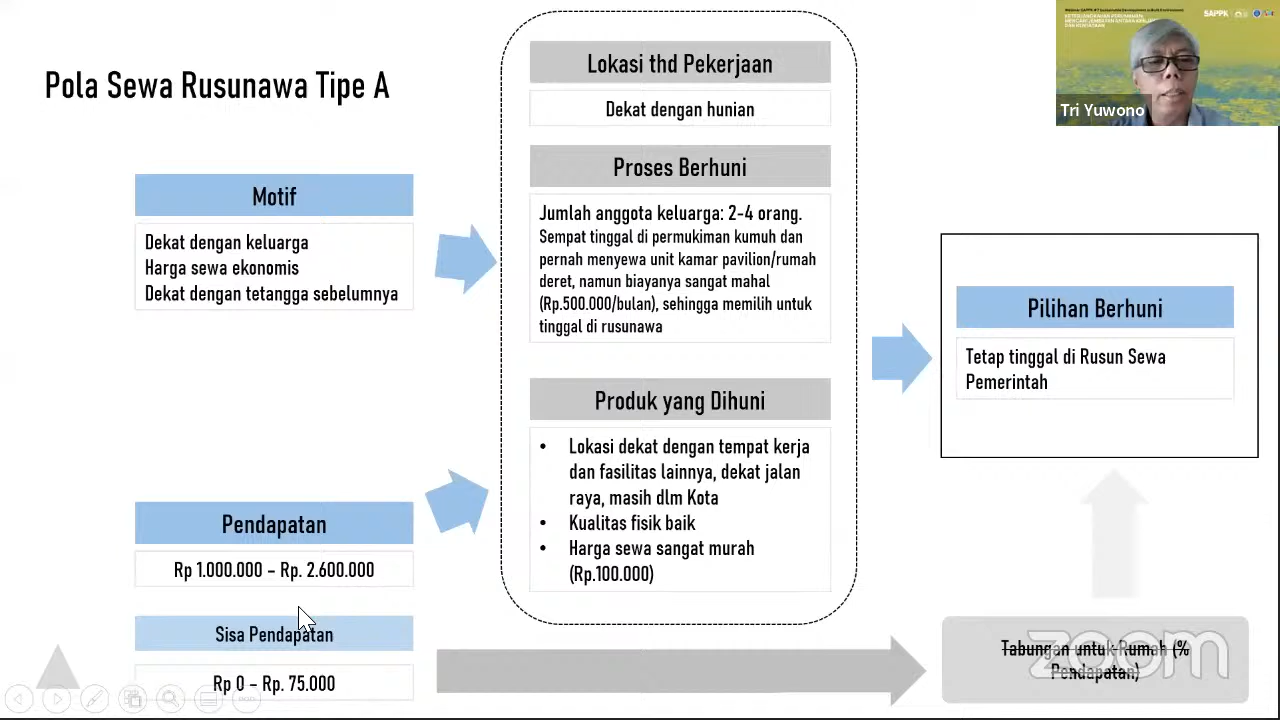 Pola Sewa Rusunawa Tipe A
Motif
Dekat dengan keluarga
Harga sewa ekonomis
Dekat dengan tetangga sebelumnya
Pendapatan
Rp 1.000.000 – Rp. 2.600.000
Sisa Pendapatan
Rp 0 – Rp. 75.000
Lokasi thd Pekerjaan
Dekat dengan hunian
Proses Berhuni
Jumlah anggota keluarga: 2-4 orang.
Sempat tinggal di permukiman kumuh dan
pernah menyewa unit kamar pavilion/rumah
deret, namun biayanya sangat mahal
(Rp.500.000/bulan), sehingga memilih untuk
tinggal di rusunawa
Produk yang Dihuni
• Lokasi dekat dengan tempat kerja
dan fasilitas lainnya, dekat jalan
raya, masih dlm Kota
• Kualitas fisik baik
• Harga sewa sangat murah
(Rp.100.000)
Pilihan Berhuni
Tetap tinggal di Rusun Sewa
Pemerintah
Tabungan untuk Rumah (%
Pendapatan)
zoom
SAPPK
Tri Yuwono